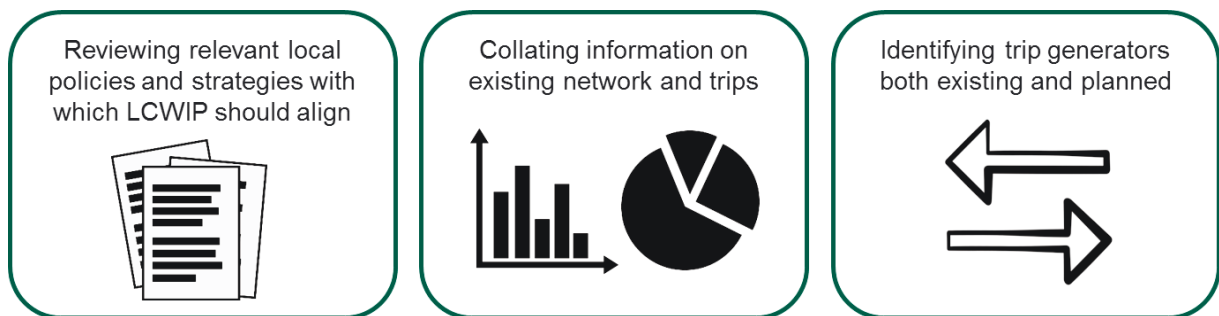 Reviewing relevant local
policies and strategies with
which LCWIP should align
Collating information on
existing network and trips
Identifying trip generators
both existing and planned